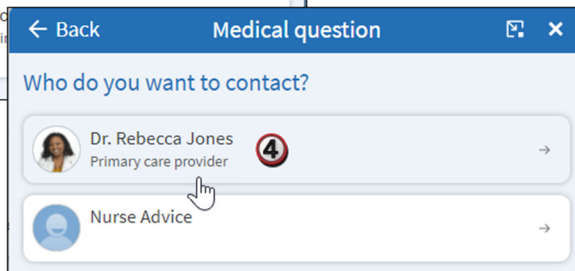 Back
Medical question
Who do you want to contact?
Dr. Rebecca Jones
4
Primary care provider
Nurse Advice